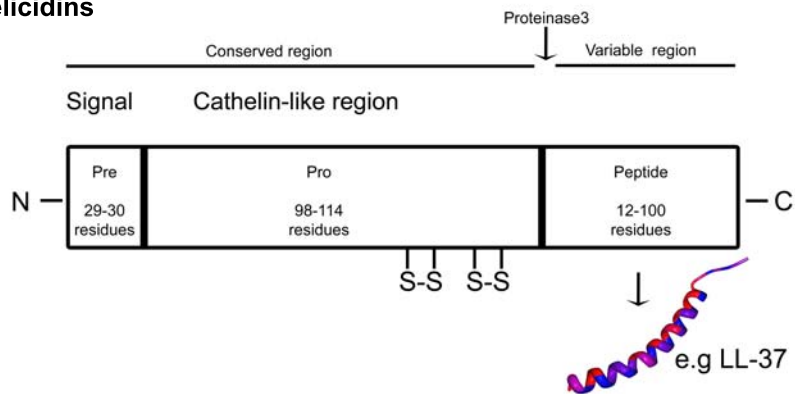 elicidins
Proteinase3
Conserved region
Variable region
Signal
Cathelin-like region
Pre
Pro
Peptide
N
29-30
residues
98-114
residues
12-100
residues
C
S-S S-S
e.g LL-37